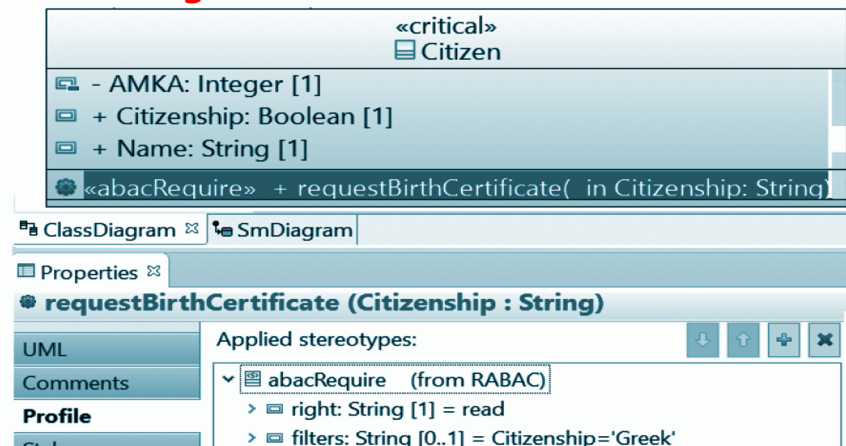 «critical»
Citizen
- AMKA: Integer [1]
+ Citizenship: Boolean [1]
+ Name: String [1]
«abacRequire» + requestBirthCertificate( in Citizenship: String)
ClassDiagram SmDiagram
Properties
requestBirthCertificate (Citizenship : String)
UML
Applied stereotypes:
Comments
abacRequire (from RABAC)
Profile
right: String [1] = read
filters: String [0..1] = Citizenship='Greek'